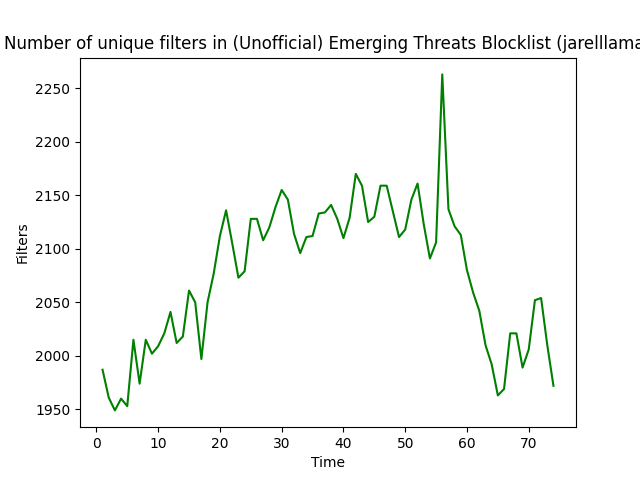 Number of unique filters in (Unofficial) Emerging Threats Blocklist (jarelllama
2250
2200
2150
2100
2050
2000
1950
Filters
0 10 20 30 40 50 60 70
Time